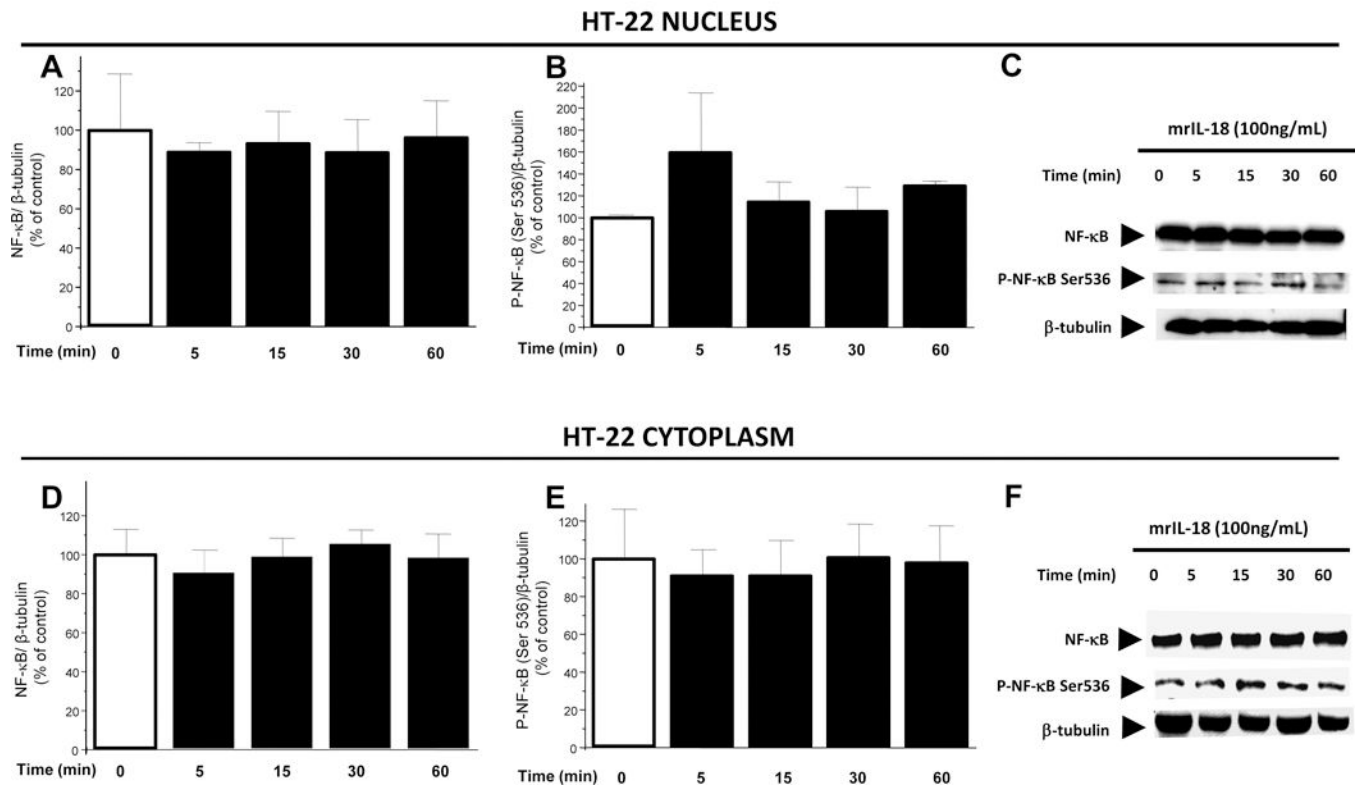 HT-22 NUCLEUS
A
NF-κB/ β-tubulin
(% of control)
120
100
80
60
40
20
0
Time (min) 0 5 15 30 60
B
P-NF-κB (Ser 536)/β-tubulin
(% of control)
220
200
180
160
140
120
100
80
60
40
20
0
Time (min) 0 5 15 30 60
C
mrIL-18 (100ng/mL)
Time (min) 0 5 15 30 60
NF-κB
P-NF-κB Ser536
β-tubulin
HT-22 CYTOPLASM
D
NF-κB/ β-tubulin
(% of control)
120
100
80
60
40
20
0
Time (min) 0 5 15 30 60
E
P-NF-κB (Ser 536)/β-tubulin
(% of control)
120
100
80
60
40
20
0
Time (min) 0 5 15 30 60
F
mrIL-18 (100ng/mL)
Time (min) 0 5 15 30 60
NF-κB
P-NF-κB Ser536
β-tubulin